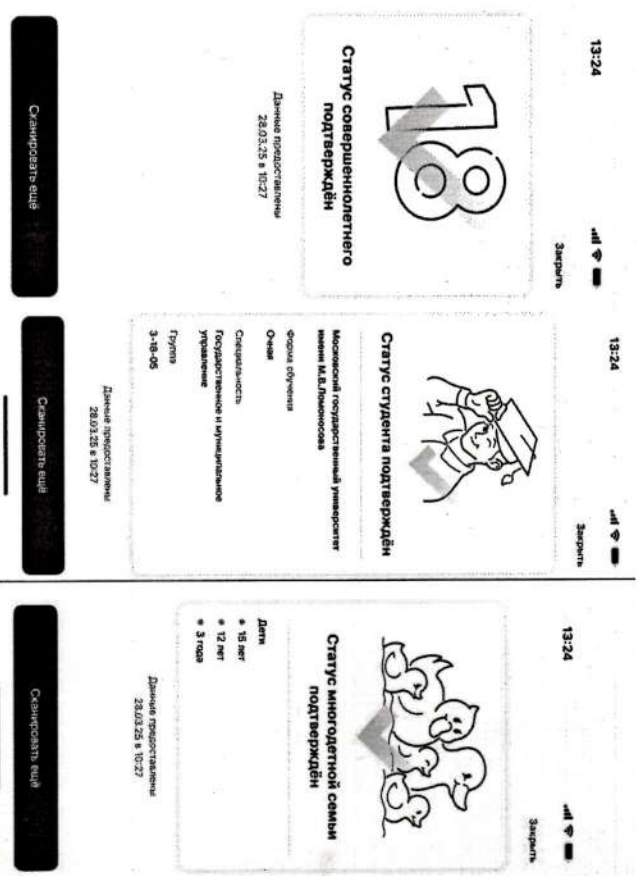 13:24
Закрыть
18
Статус совершеннолетнего
подтверждён
Данные предоставлены
28.03.25 в 10:27
Сканировать ещё
13:24
Закрыть
Статус студента подтверждён
Московский государственный университет
имени М.В.Ломоносова
Форма обучения
Очная
Специальность
Государственное и муниципальное
управление
Группа
3-18-05
Данные предоставлены
28.03.25 в 10:27
Сканировать ещё
13:24
Закрыть
Статус многодетной семьи
подтверждён
Дети
15 лет
12 лет
3 года
Данные предоставлены
28.03.25 в 10:27
Сканировать ещё